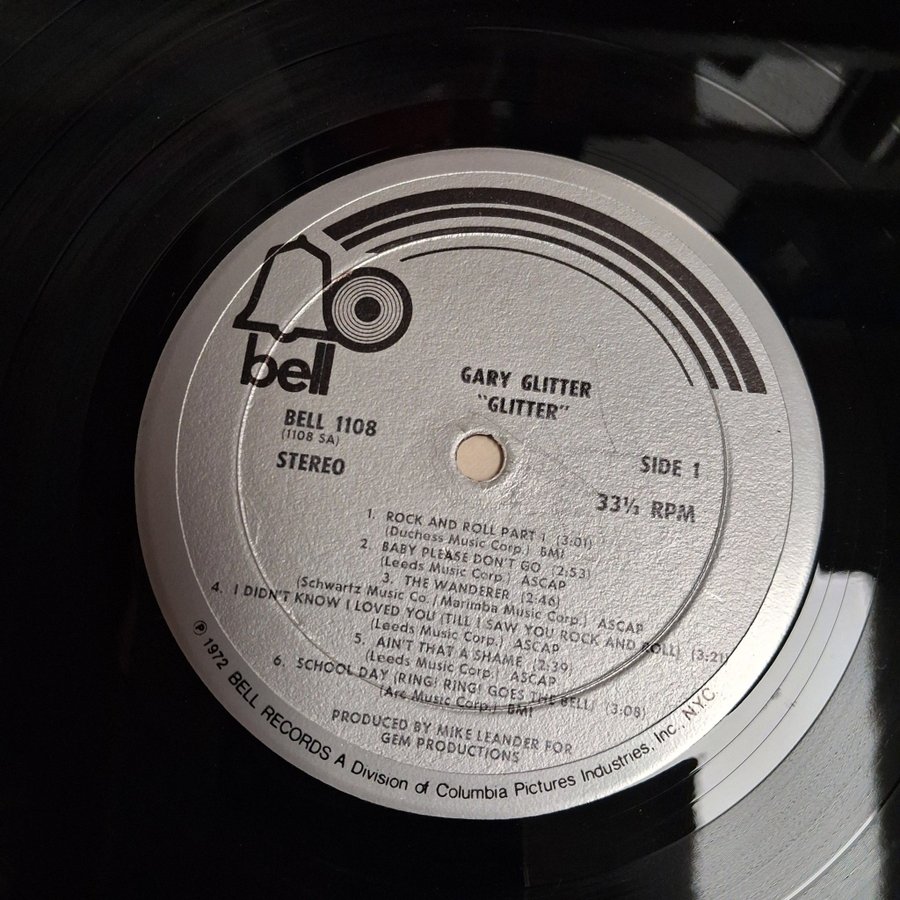 bell
GARY GLITTER
"GLITTER"
BELL 1108
(1108 SA)
STEREO
SIDE 1
33⅓ RPM
1. ROCK AND ROLL PART 1 (3:01)
(Duchess Music Corp.) BMI
2. BABY PLEASE DON'T GO (2:53)
(Leeds Music Corp.) ASCAP
3. THE WANDERER (2:46)
(Schwartz Music Co./Marimba Music Corp.) ASCAP
4. I DIDN'T KNOW I LOVED YOU (TILL I SAW YOU ROCK AND ROLL) (3:21)
(Leeds Music Corp.) ASCAP
5. AIN'T THAT A SHAME (2:39)
(Leeds Music Corp.) ASCAP
6. SCHOOL DAY (RING! RING! GOES THE BELL) (3:08)
(Arc Music Corp.) BMI
PRODUCED BY MIKE LEANDER FOR
GEM PRODUCTIONS
℗ 1972 BELL RECORDS A Division of Columbia Pictures Industries, Inc., N.Y.C.